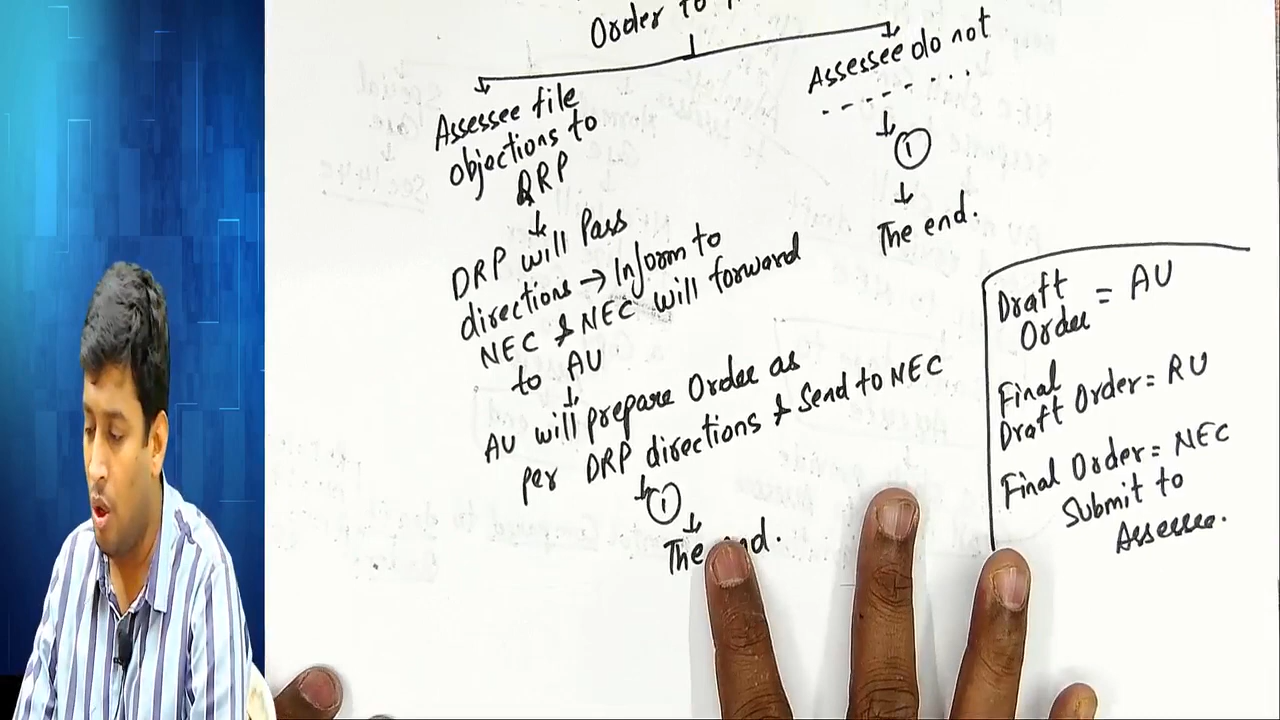 Order to
Assessee file
objections to
DRP
DRP will Pass
directions → Inform to
NEC & NEC will forward
to AU
AU will prepare Order as
per DRP directions & Send to NEC
1
The end.
Assessee do not
- - - - - . . .
1
The end.
Draft
Order = AU
Final
Draft Order = RU
Final Order = NEC
Submit to
Assessee.